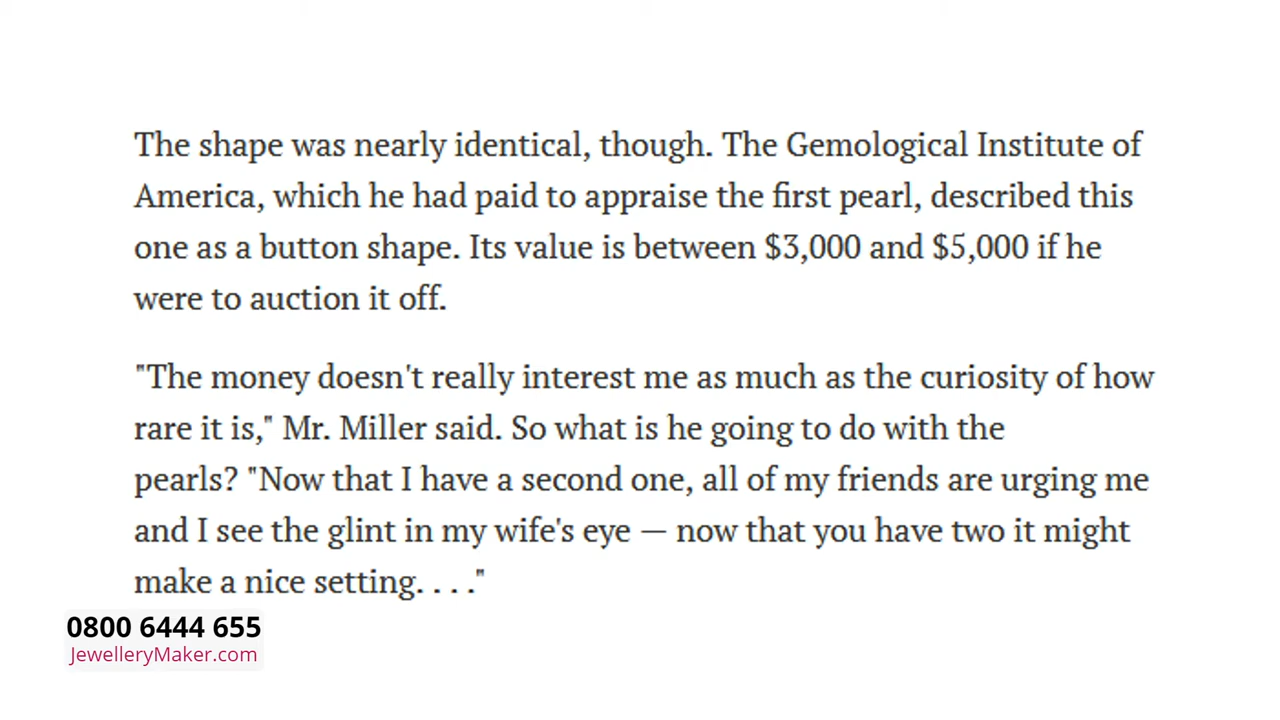 The shape was nearly identical, though. The Gemological Institute of
America, which he had paid to appraise the first pearl, described this
one as a button shape. Its value is between $3,000 and $5,000 if he
were to auction it off.
"The money doesn't really interest me as much as the curiosity of how
rare it is," Mr. Miller said. So what is he going to do with the
pearls? "Now that I have a second one, all of my friends are urging me
and I see the glint in my wife's eye — now that you have two it might
make a nice setting. . . ."
0800 6444 655
JewelleryMaker.com